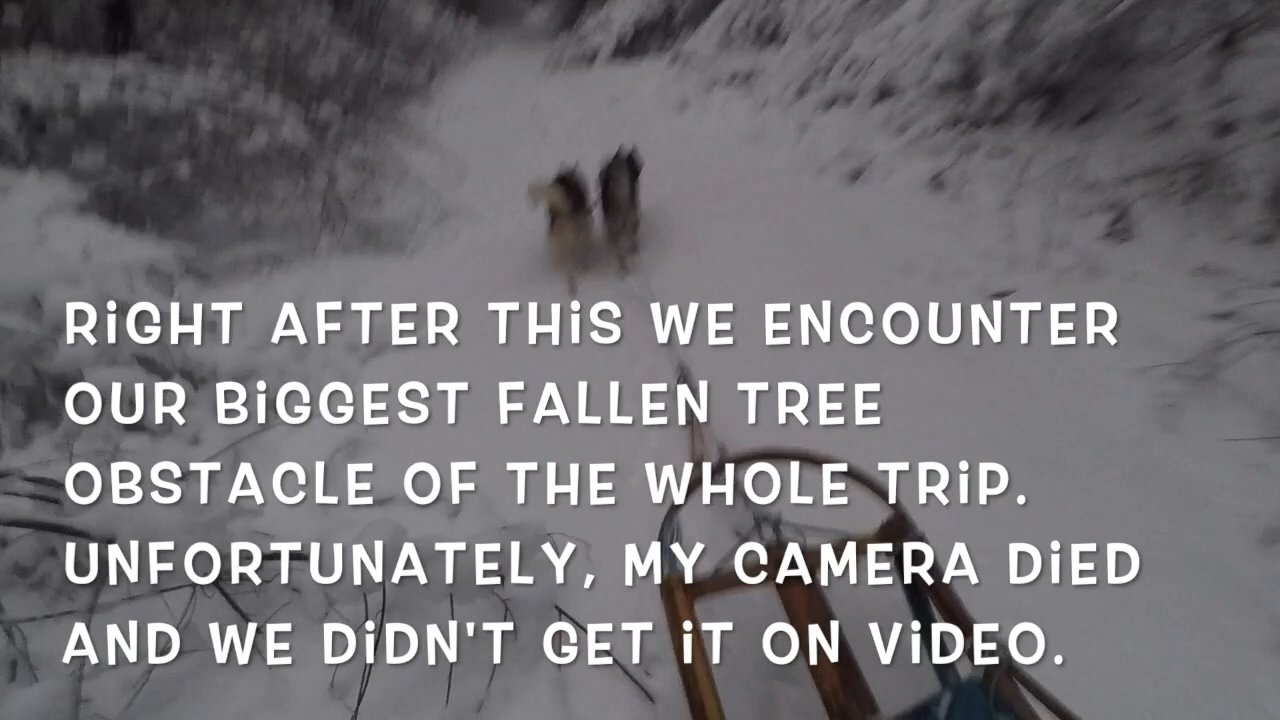 RiGHT AFTER THiS WE ENCOUNTER
OUR BiGGEST FALLEN TREE
OBSTACLE OF THE WHOLE TRiP.
UNFORTUNATELY, MY CAMERA DiED
AND WE DiDN'T GET iT ON ViDEO.